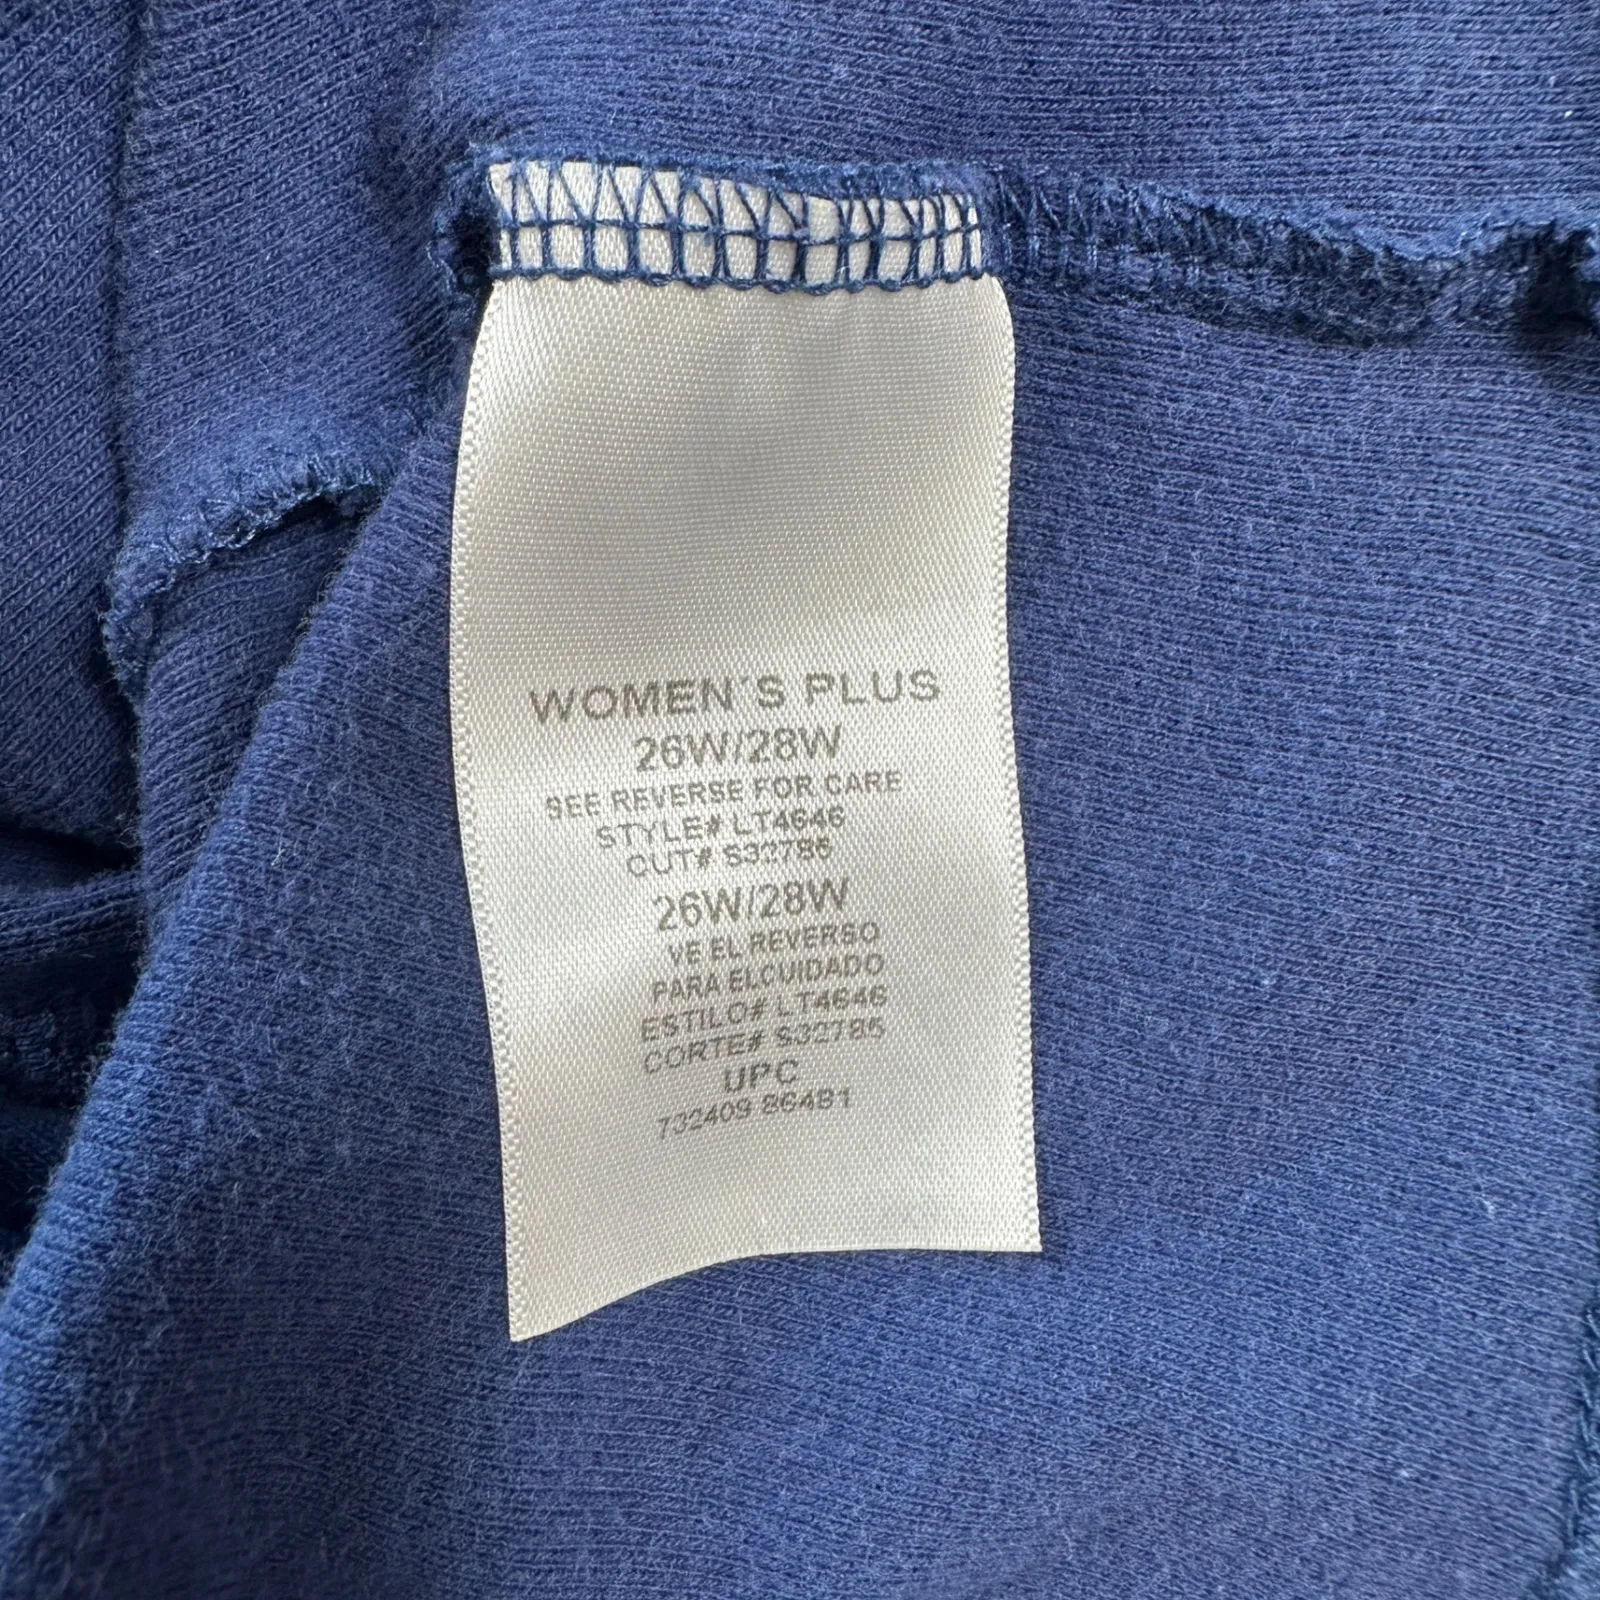 WOMEN´S PLUS
26W/28W
SEE REVERSE FOR CARE
STYLE# LT4646
CUT# S32785
26W/28W
VE EL REVERSO
PARA ELCUIDADO
ESTILO# LT4646
CORTE# S32785
UPC
732409 86481